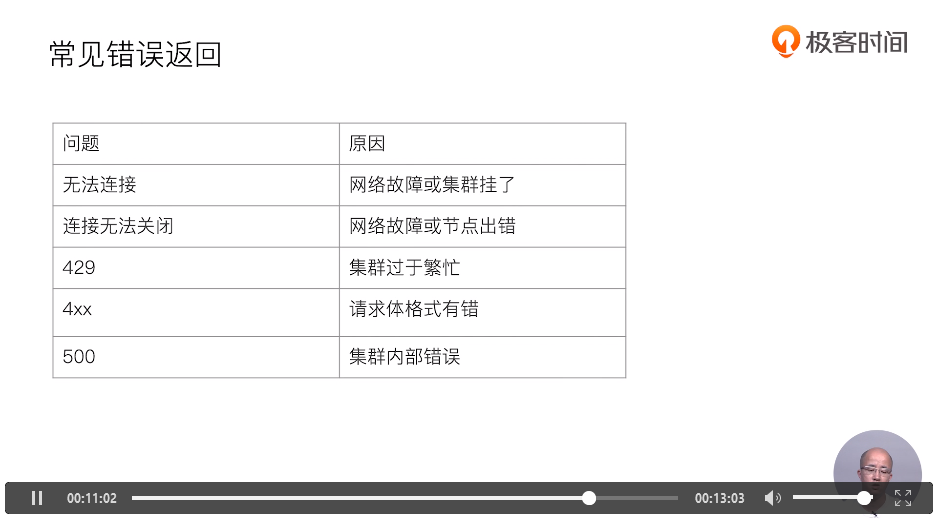 常见错误返回
极客时间
问题 原因
无法连接 网络故障或集群挂了
连接无法关闭 网络故障或节点出错
429 集群过于繁忙
4xx 请求体格式有错
500 集群内部错误
00:11:02 00:13:03